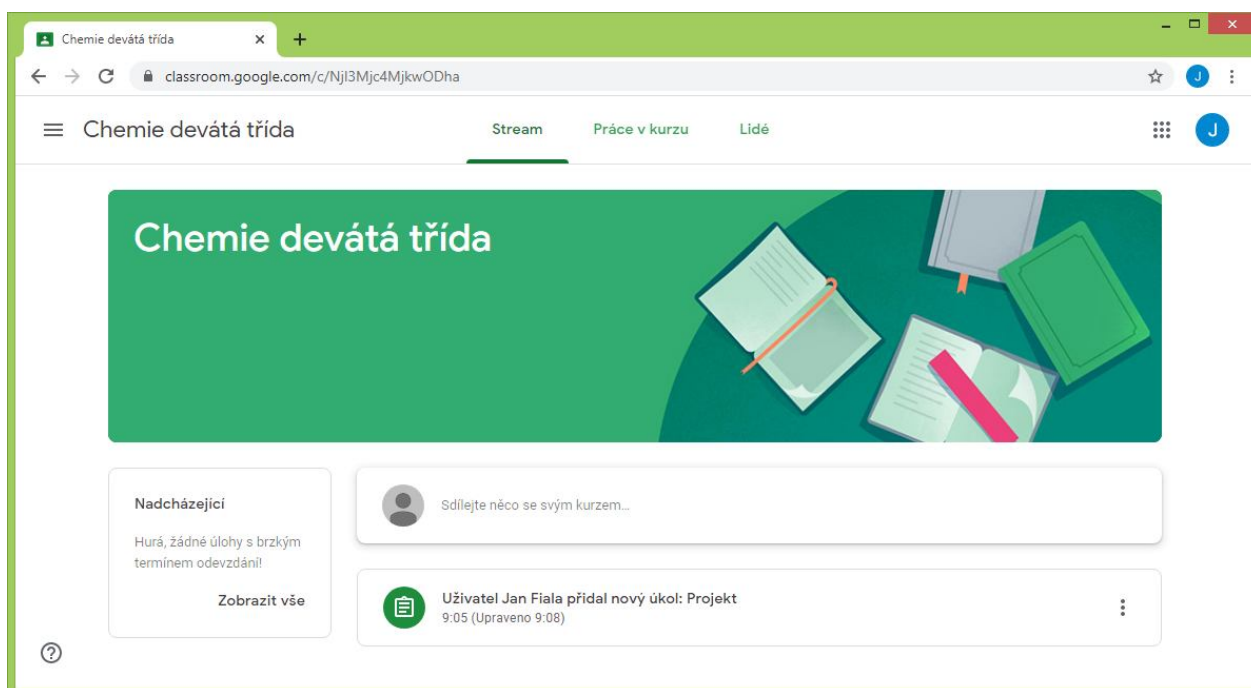 Chemie devátá třída
classroom.google.com/c/NjI3Mjc4MjkwODha
J
Chemie devátá třída
Stream Práce v kurzu Lidé
J
Chemie devátá třída
Nadcházející
Hurá, žádné úlohy s brzkým
termínem odevzdání!
Zobrazit vše
Sdílejte něco se svým kurzem...
Uživatel Jan Fiala přidal nový úkol: Projekt
9:05 (Upraveno 9:08)